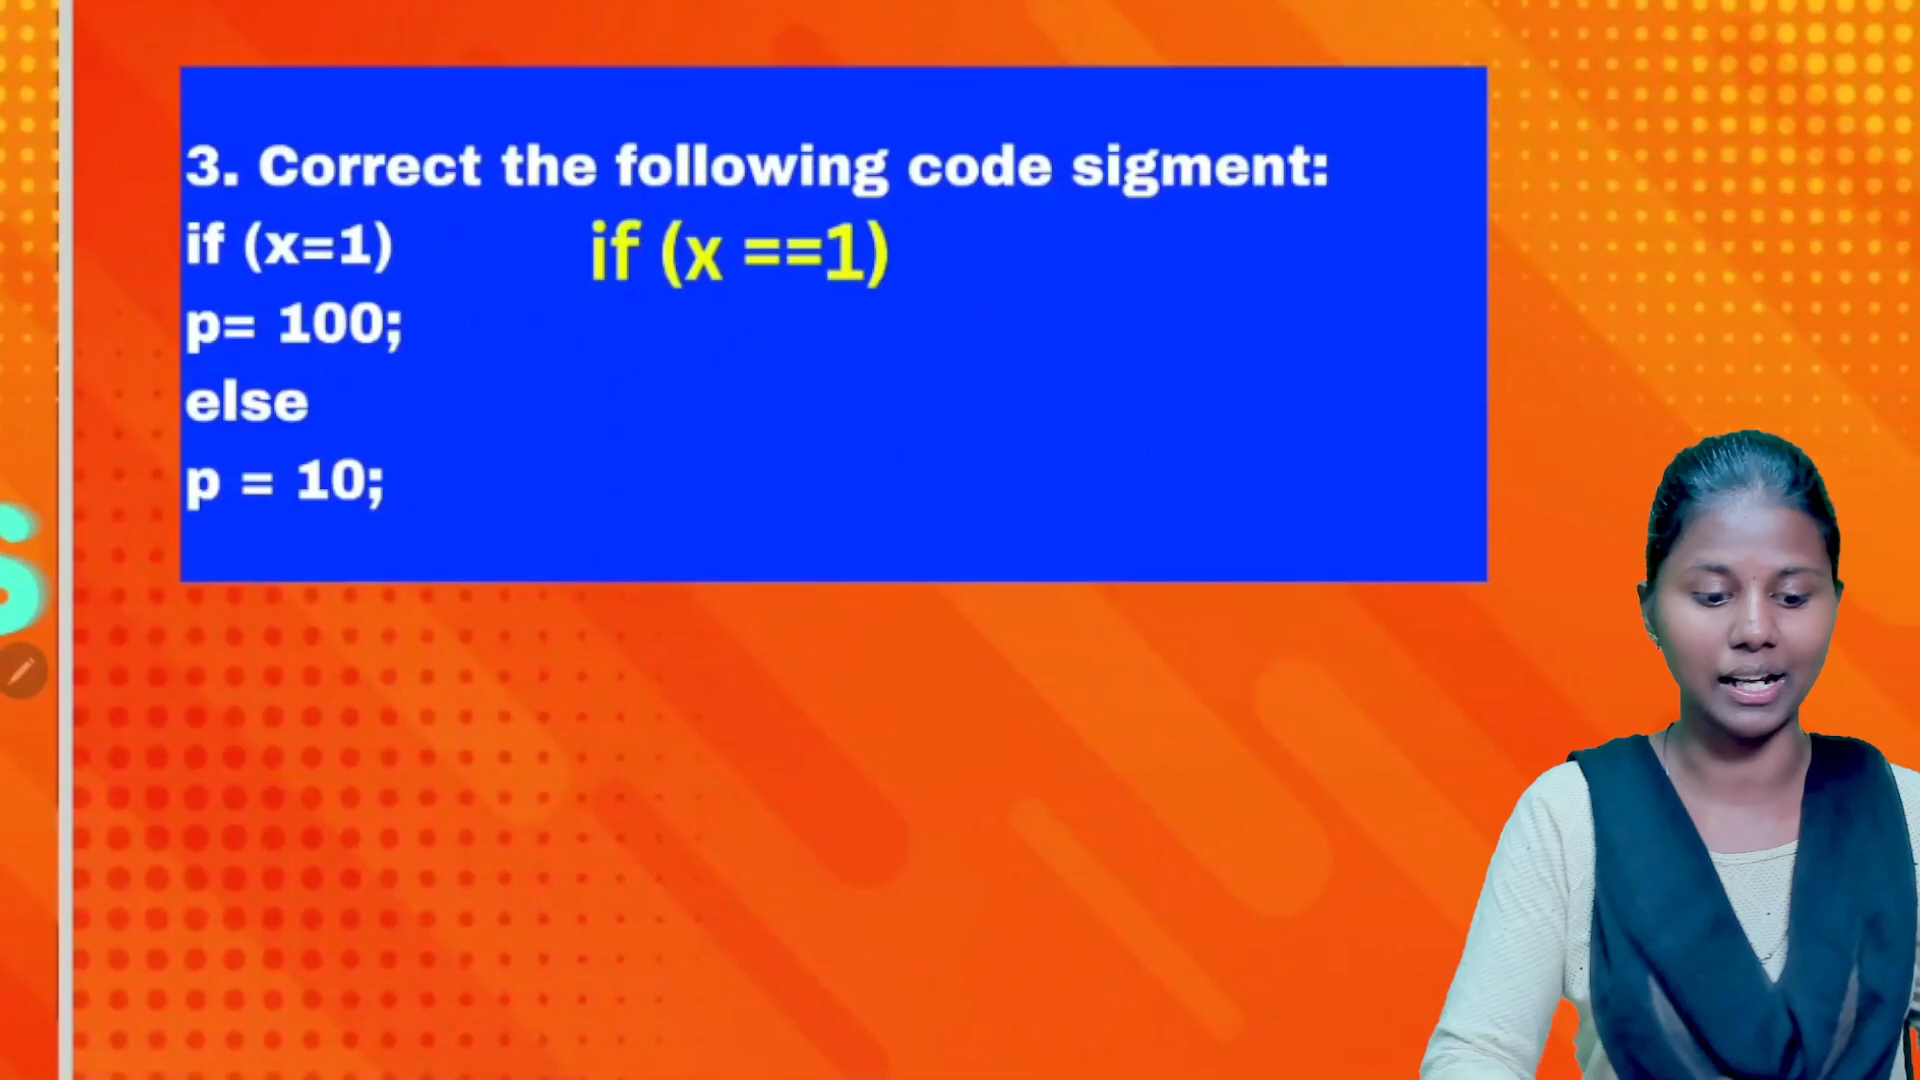 3. Correct the following code sigment:
if (x=1)
if (x ==1)
p= 100;
else
p = 10;
S